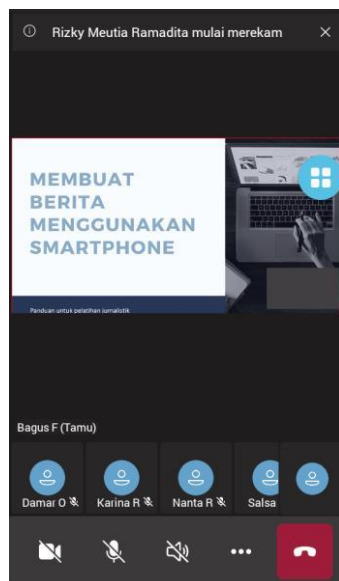 Rizky Meutia Ramadita mulai merekam
MEMBUAT
BERITA
MENGGUNAKAN
SMARTPHONE
Panduan untuk pelatihan jurnalistik
Bagus F (Tamu)
Damar O
Karina R
Nanta R
Salsa